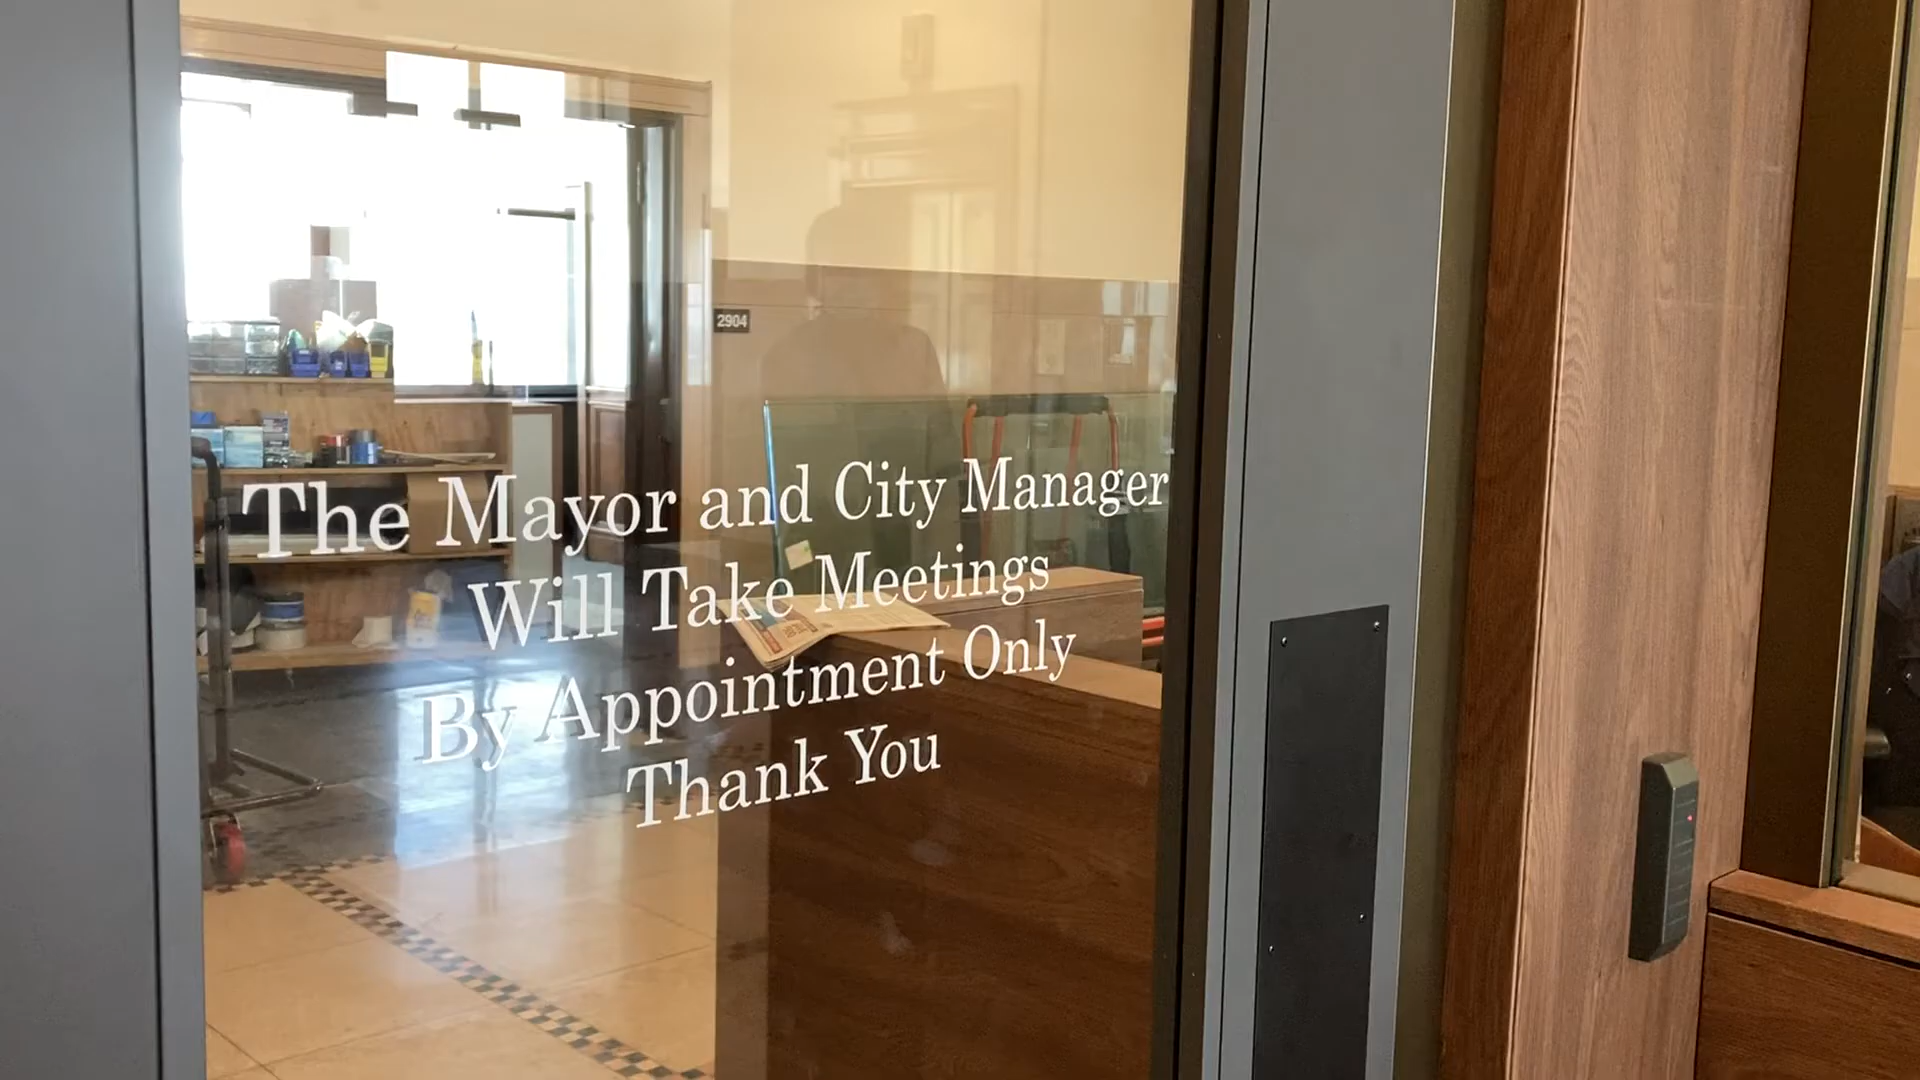 2904
The Mayor and City Manager
Will Take Meetings
By Appointment Only
Thank You